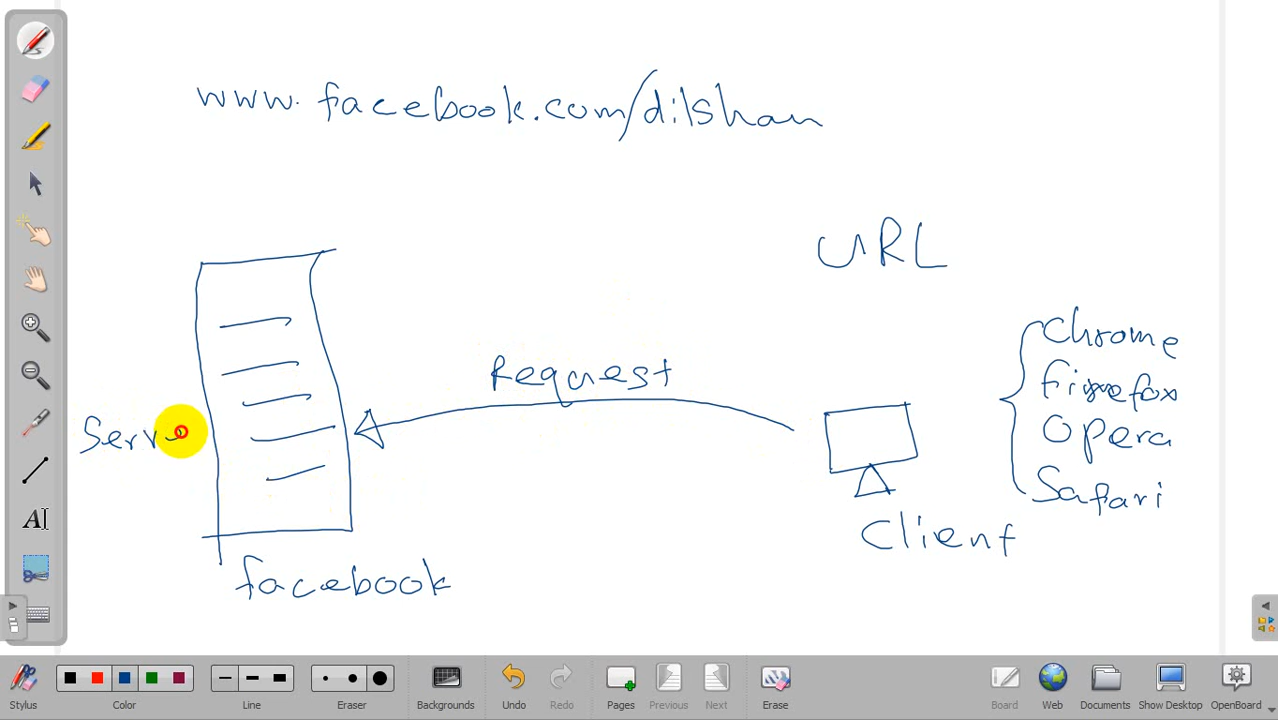 www.facebook.com/dilshan
URL
Chrome
Request
Firefox
Opera
Serv
Safari
Client
facebook
Stylus
Color
Line
Eraser
Backgrounds
Undo
Redo
Pages
Previous
Next
Erase
Board
Web
Documents
Show Desktop
OpenBoard